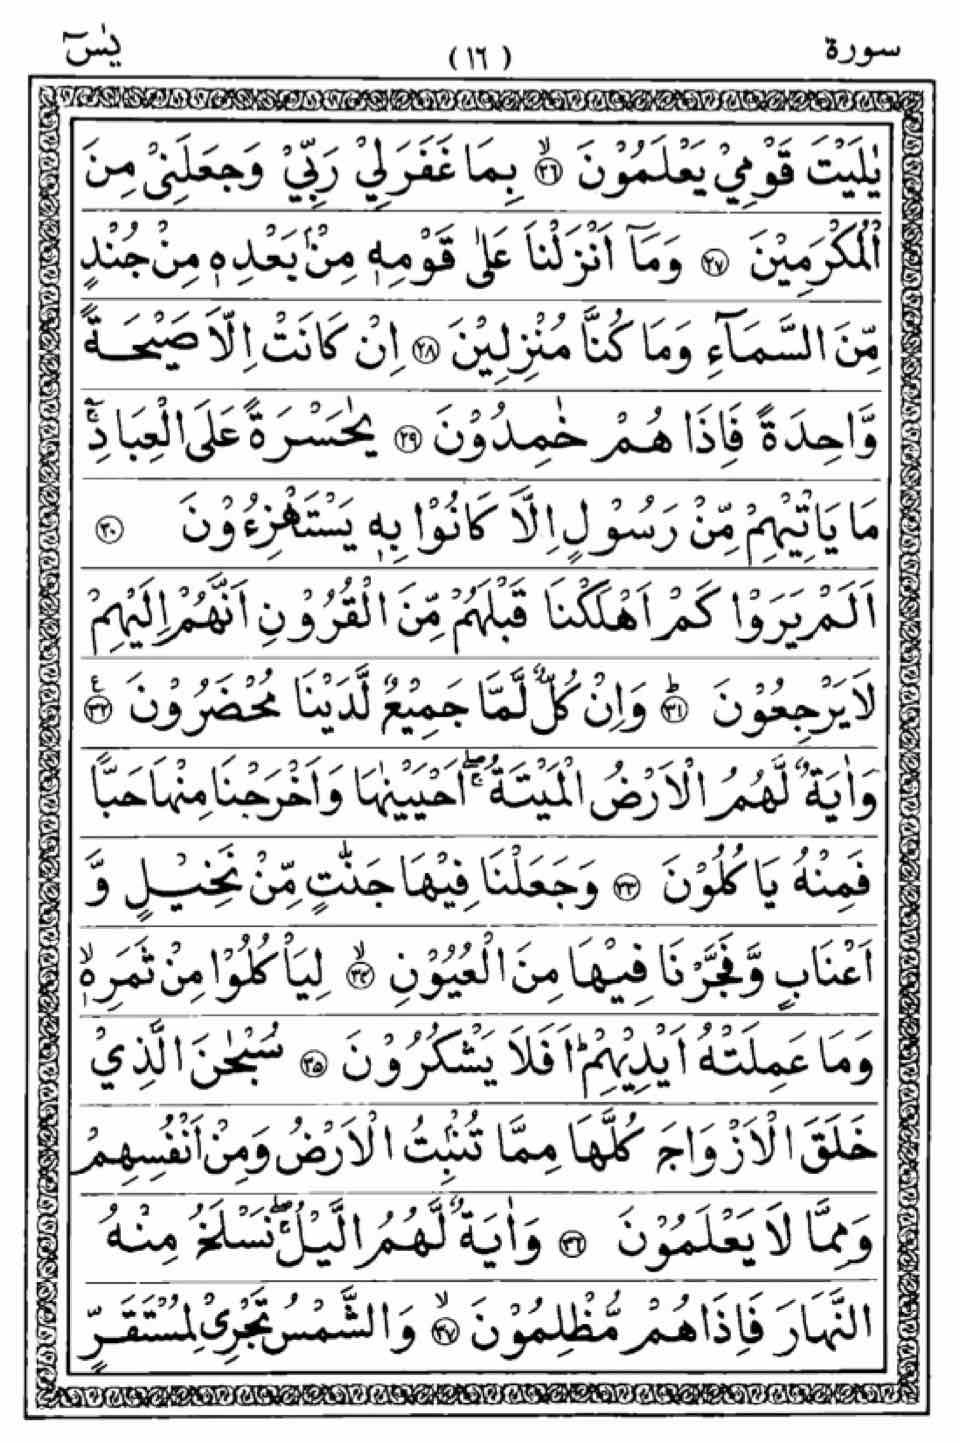 سورة (١٦) يٰسٓ
يٰلَيْتَ قَوْمِيْ يَعْلَمُوْنَ ۙ‏﴿٢٦﴾ بِمَا غَفَرَ لِيْ رَبِّيْ وَجَعَلَنِيْ مِنَ
الْمُكْرَمِيْنَ ﴿٢٧﴾ وَمَآ اَنْزَلْنَا عَلٰى قَوْمِهٖ مِنْۢ بَعْدِهٖ مِنْ جُنْدٍ
مِّنَ السَّمَآءِ وَمَا كُنَّا مُنْزِلِيْنَ ﴿٢٨﴾ اِنْ كَانَتْ اِلَّا صَيْحَةً
وَّاحِدَةً فَاِذَا هُمْ خٰمِدُوْنَ ﴿٢٩﴾ يٰحَسْرَةً عَلَى الْعِبَادِ ۚ
مَا يَاْتِيْهِمْ مِّنْ رَسُوْلٍ اِلَّا كَانُوْا بِهٖ يَسْتَهْزِءُوْنَ ﴿٣٠﴾
اَلَمْ يَرَوْا كَمْ اَهْلَكْنَا قَبْلَهُمْ مِّنَ الْقُرُوْنِ اَنَّهُمْ اِلَيْهِمْ
لَا يَرْجِعُوْنَ ؕ‏﴿٣١﴾ وَاِنْ كُلٌّ لَّمَّا جَمِيْعٌ لَّدَيْنَا مُحْضَرُوْنَ ﴿٣٢﴾ ع
وَاٰيَةٌ لَّهُمُ الْاَرْضُ الْمَيْتَةُ ۖۚ اَحْيَيْنٰهَا وَاَخْرَجْنَا مِنْهَا حَبًّا
فَمِنْهُ يَاْكُلُوْنَ ﴿٣٣﴾ وَجَعَلْنَا فِيْهَا جَنّٰتٍ مِّنْ نَّخِيْلٍ وَّ
اَعْنَابٍ وَّفَجَّرْنَا فِيْهَا مِنَ الْعُيُوْنِ ۙ‏﴿٣٤﴾ لِيَاْكُلُوْا مِنْ ثَمَرِهٖ ۙ
وَمَا عَمِلَتْهُ اَيْدِيْهِمْ ؕ اَفَلَا يَشْكُرُوْنَ ﴿٣٥﴾ سُبْحٰنَ الَّذِيْ
خَلَقَ الْاَزْوَاجَ كُلَّهَا مِمَّا تُنْۢبِتُ الْاَرْضُ وَمِنْ اَنْفُسِهِمْ
وَمِمَّا لَا يَعْلَمُوْنَ ﴿٣٦﴾ وَاٰيَةٌ لَّهُمُ الَّيْلُ ۖۚ نَسْلَخُ مِنْهُ
النَّهَارَ فَاِذَا هُمْ مُّظْلِمُوْنَ ۙ‏﴿٣٧﴾ وَالشَّمْسُ تَجْرِيْ لِمُسْتَقَرٍّ